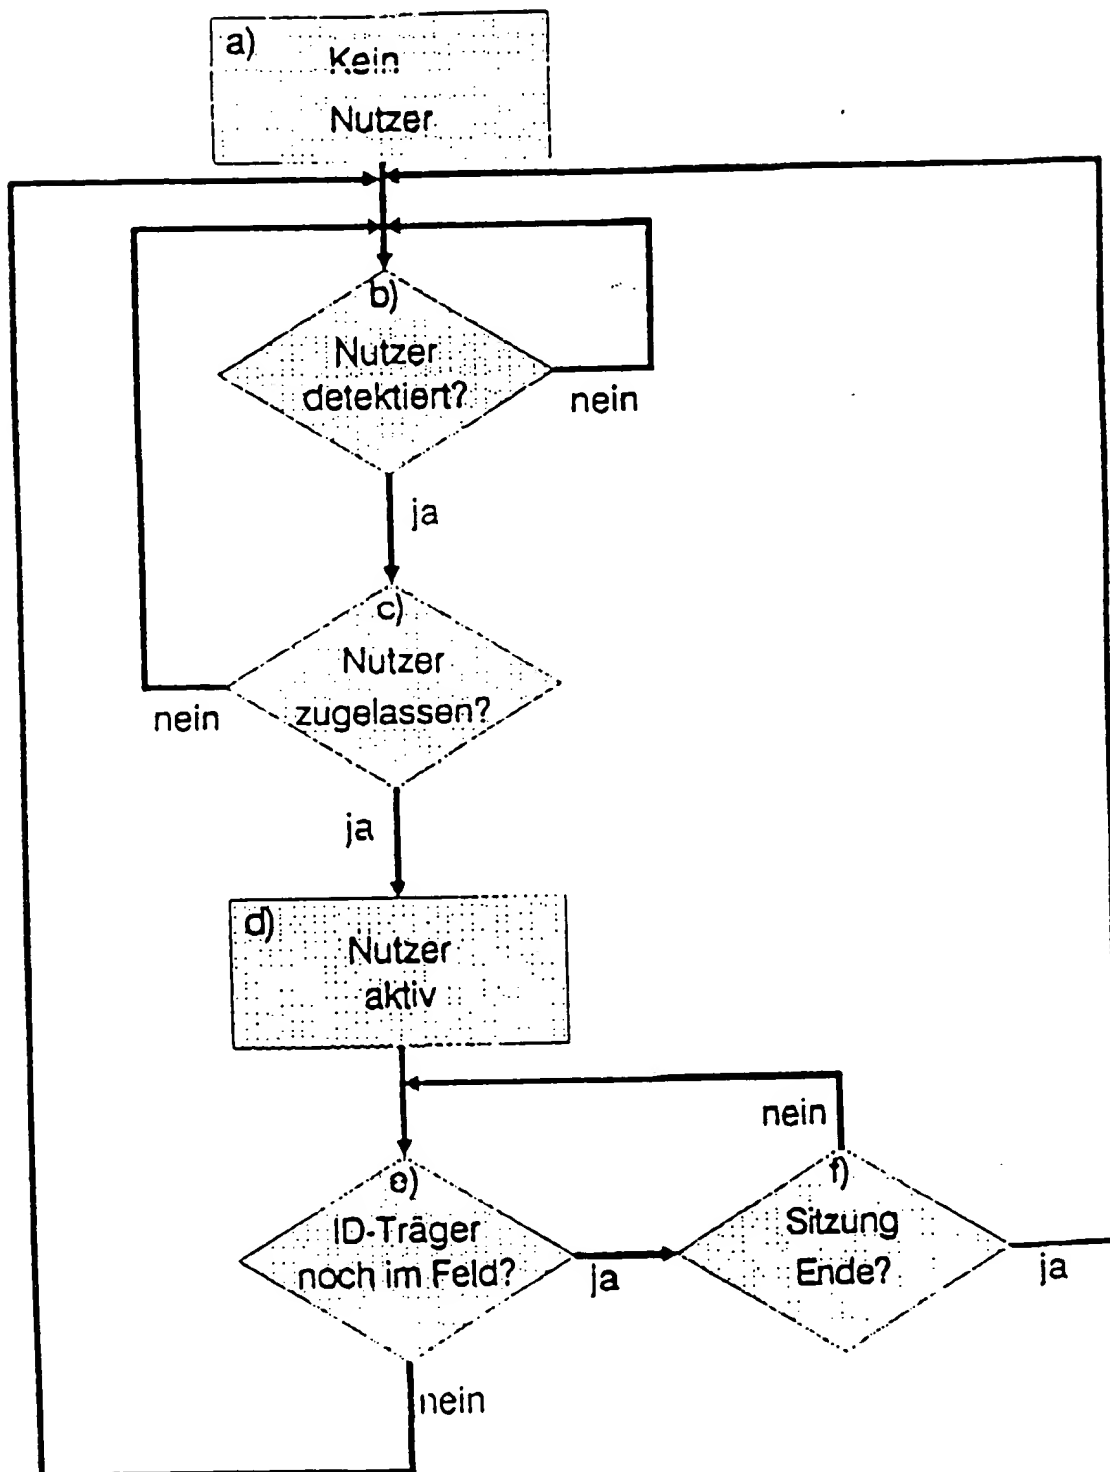 a)
Kein
Nutzer
b)
Nutzer
detektiert?
nein
ja
c)
Nutzer
zugelassen?
nein
ja
d)
Nutzer
aktiv
nein
e)
ID-Träger
noch im Feld?
ja
f)
Sitzung
Ende?
ja
nein